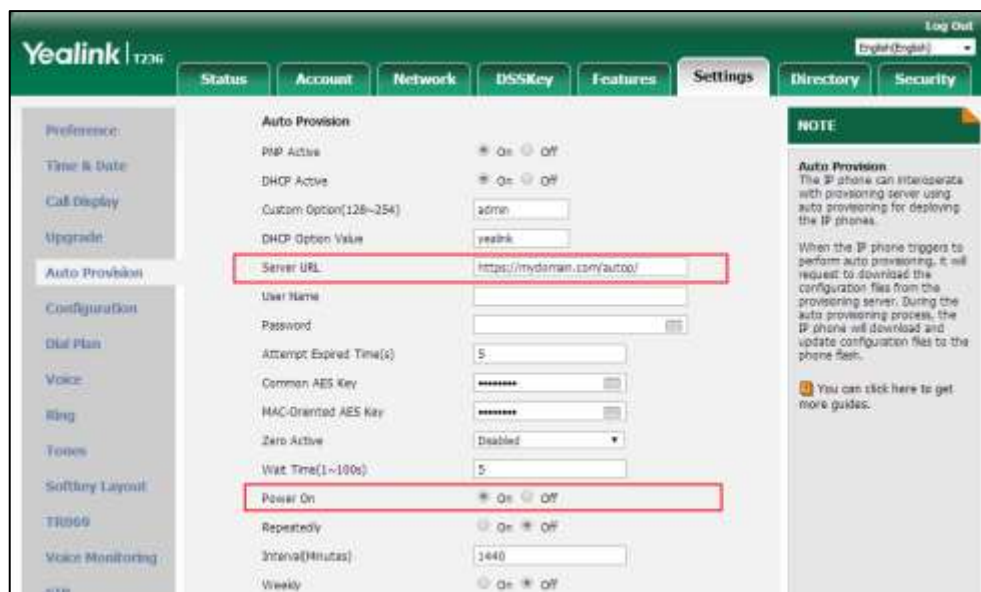 Log Out
Yealink
English(English)
Status Account Network DSSKey Features Settings Directory Security
Preference
Time & Date
Call Display
Upgrade
Auto Provision
Configuration
Dial Plan
Voice
Ring
Tones
Softkey Layout
TR069
Voice Monitoring
Auto Provision
PNP Active On Off
DHCP Active On Off
Custom Option(128~254) admin
DHCP Option Value yealink
Server URL https://mydomain.com/autop/
User Name
Password
Attempt Expired Time(s) 5
Common AES Key ••••••••
MAC-Oriented AES Key ••••••••
Zero Active Disabled
Wait Time(1~100s) 5
Power On On Off
Repeatedly On Off
Interval(Minutes) 1440
Weekly On Off
NOTE
Auto Provision
The IP phone can interoperate
with provisioning server using
auto provisioning for deploying
the IP phones.
When the IP phone triggers to
perform auto provisioning, it will
request to download the
configuration files from the
provisioning server. During the
auto provisioning process, the
IP phone will download and
update configuration files to the
phone flash.
You can click here to get
more guides.